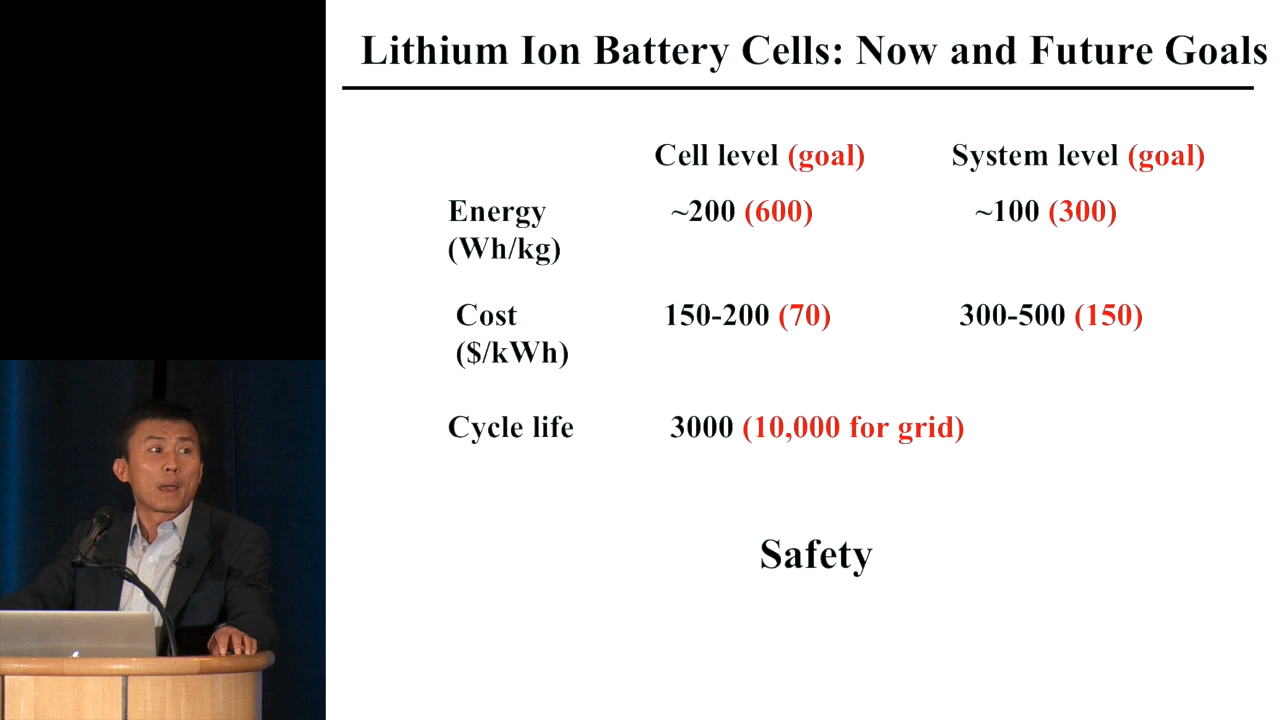 Lithium Ion Battery Cells: Now and Future Goals
Cell level (goal) System level (goal)
Energy ~200 (600) ~100 (300)
(Wh/kg)
Cost 150-200 (70) 300-500 (150)
($/kWh)
Cycle life 3000 (10,000 for grid)
Safety